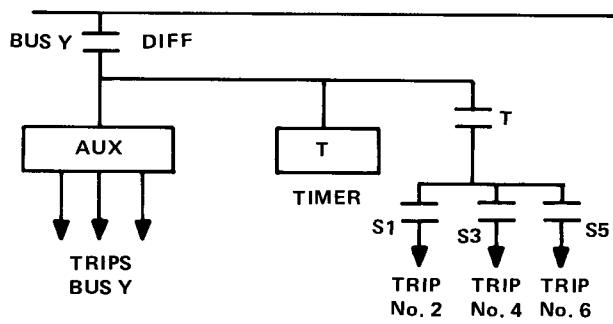 BUS Y DIFF
T
AUX
T
TIMER
S1 S3 S5
TRIPS
BUS Y
TRIP TRIP TRIP
No. 2 No. 4 No. 6